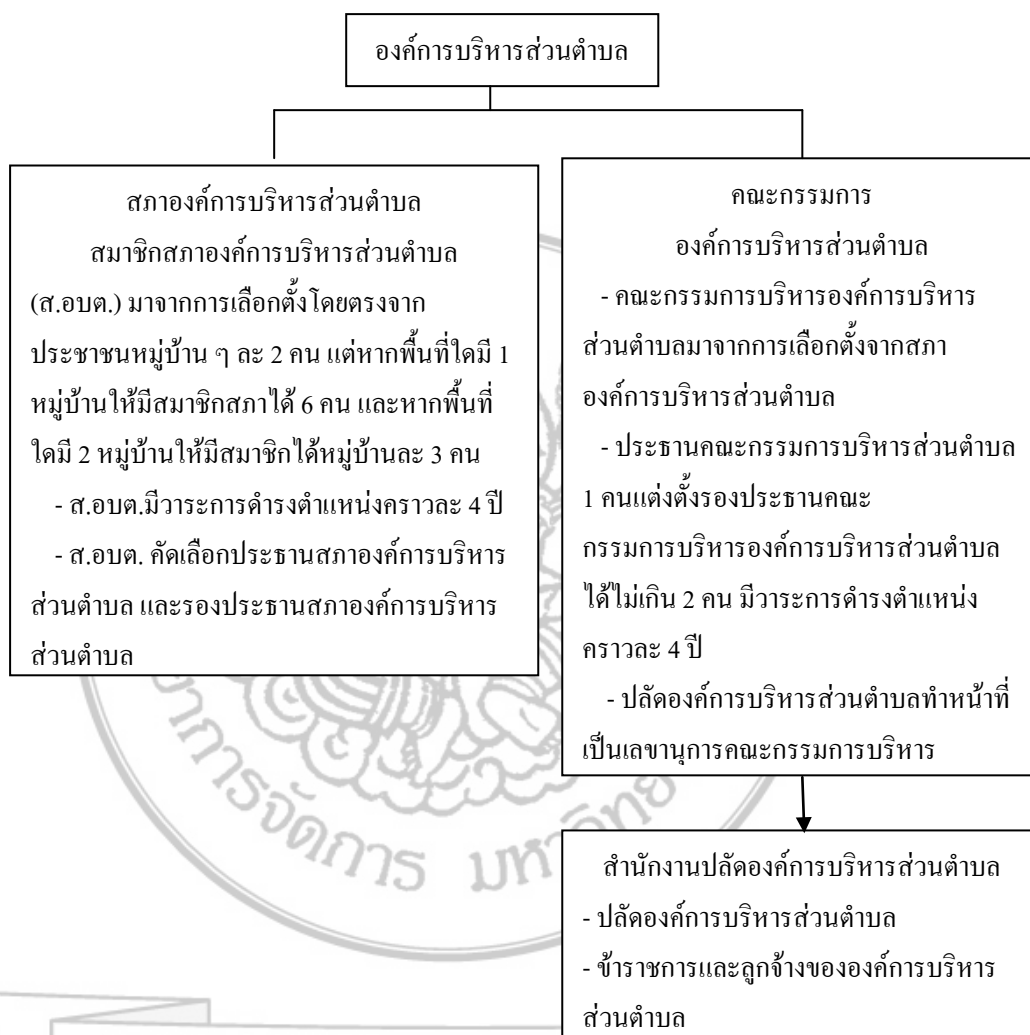 องค์การบริหารส่วนตำบล
สภาองค์การบริหารส่วนตำบล
สมาชิกสภาองค์การบริหารส่วนตำบล
(ส.อบต.) มาจากการเลือกตั้งโดยตรงจาก
ประชาชนหมู่บ้าน ๆ ละ 2 คน แต่หากพื้นที่ใดมี 1
หมู่บ้านให้มีสมาชิกสภาได้ 6 คน และหากพื้นที่
ใดมี 2 หมู่บ้านให้มีสมาชิกได้หมู่บ้านละ 3 คน
- ส.อบต.มีวาระการดำรงตำแหน่งคราวละ 4 ปี
- ส.อบต. คัดเลือกประธานสภาองค์การบริหาร
ส่วนตำบล และรองประธานสภาองค์การบริหาร
ส่วนตำบล
คณะกรรมการ
องค์การบริหารส่วนตำบล
- คณะกรรมการบริหารองค์การบริหาร
ส่วนตำบลมาจากการเลือกตั้งจากสภา
องค์การบริหารส่วนตำบล
- ประธานคณะกรรมการบริหารส่วนตำบล
1 คนแต่งตั้งรองประธานคณะ
กรรมการบริหารองค์การบริหารส่วนตำบล
ได้ไม่เกิน 2 คน มีวาระการดำรงตำแหน่ง
คราวละ 4 ปี
- ปลัดองค์การบริหารส่วนตำบลทำหน้าที่
เป็นเลขานุการคณะกรรมการบริหาร
สำนักงานปลัดองค์การบริหารส่วนตำบล
- ปลัดองค์การบริหารส่วนตำบล
- ข้าราชการและลูกจ้างขององค์การบริหาร
ส่วนตำบล